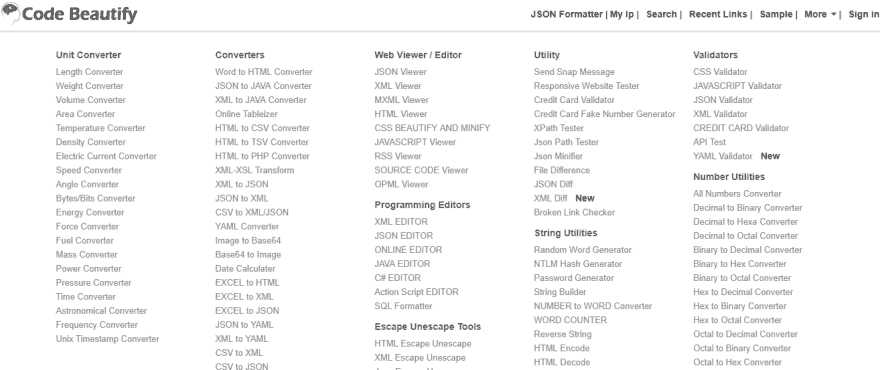 Code Beautify
JSON Formatter | My Ip | Search | Recent Links | Sample | More | Sign in
Unit Converter
Length Converter
Weight Converter
Volume Converter
Area Converter
Temperature Converter
Density Converter
Electric Current Converter
Speed Converter
Angle Converter
Bytes/Bits Converter
Energy Converter
Force Converter
Fuel Converter
Mass Converter
Power Converter
Pressure Converter
Time Converter
Astronomical Converter
Frequency Converter
Unix Timestamp Converter
Converters
Word to HTML Converter
JSON to JAVA Converter
XML to JAVA Converter
Online Tableizer
HTML to CSV Converter
HTML to TSV Converter
HTML to PHP Converter
XML-XSL Transform
XML to JSON
JSON to XML
CSV to XML/JSON
YAML Converter
Image to Base64
Base64 to Image
Date Calculater
EXCEL to HTML
EXCEL to XML
EXCEL to JSON
JSON to YAML
XML to YAML
CSV to XML
CSV to JSON
Web Viewer / Editor
JSON Viewer
XML Viewer
MXML Viewer
HTML Viewer
CSS BEAUTIFY AND MINIFY
JAVASCRIPT Viewer
RSS Viewer
SOURCE CODE Viewer
OPML Viewer
Programming Editors
XML EDITOR
JSON EDITOR
ONLINE EDITOR
JAVA EDITOR
C# EDITOR
Action Script EDITOR
SQL Formatter
Escape Unescape Tools
HTML Escape Unescape
XML Escape Unescape
Utility
Send Snap Message
Responsive Website Tester
Credit Card Validator
Credit Card Fake Number Generator
XPath Tester
Json Path Tester
Json Minifier
File Difference
JSON Diff
XML Diff New
Broken Link Checker
String Utilities
Random Word Generator
NTLM Hash Generator
Password Generator
String Builder
NUMBER to WORD Converter
WORD COUNTER
Reverse String
HTML Encode
HTML Decode
Validators
CSS Validator
JAVASCRIPT Validator
JSON Validator
XML Validator
CREDIT CARD Validator
API Test
YAML Validator New
Number Utilities
All Numbers Converter
Decimal to Binary Converter
Decimal to Hexa Converter
Decimal to Octal Converter
Binary to Decimal Converter
Binary to Hex Converter
Binary to Octal Converter
Hex to Decimal Converter
Hex to Binary Converter
Hex to Octal Converter
Octal to Decimal Converter
Octal to Binary Converter
Octal to Hex Converter